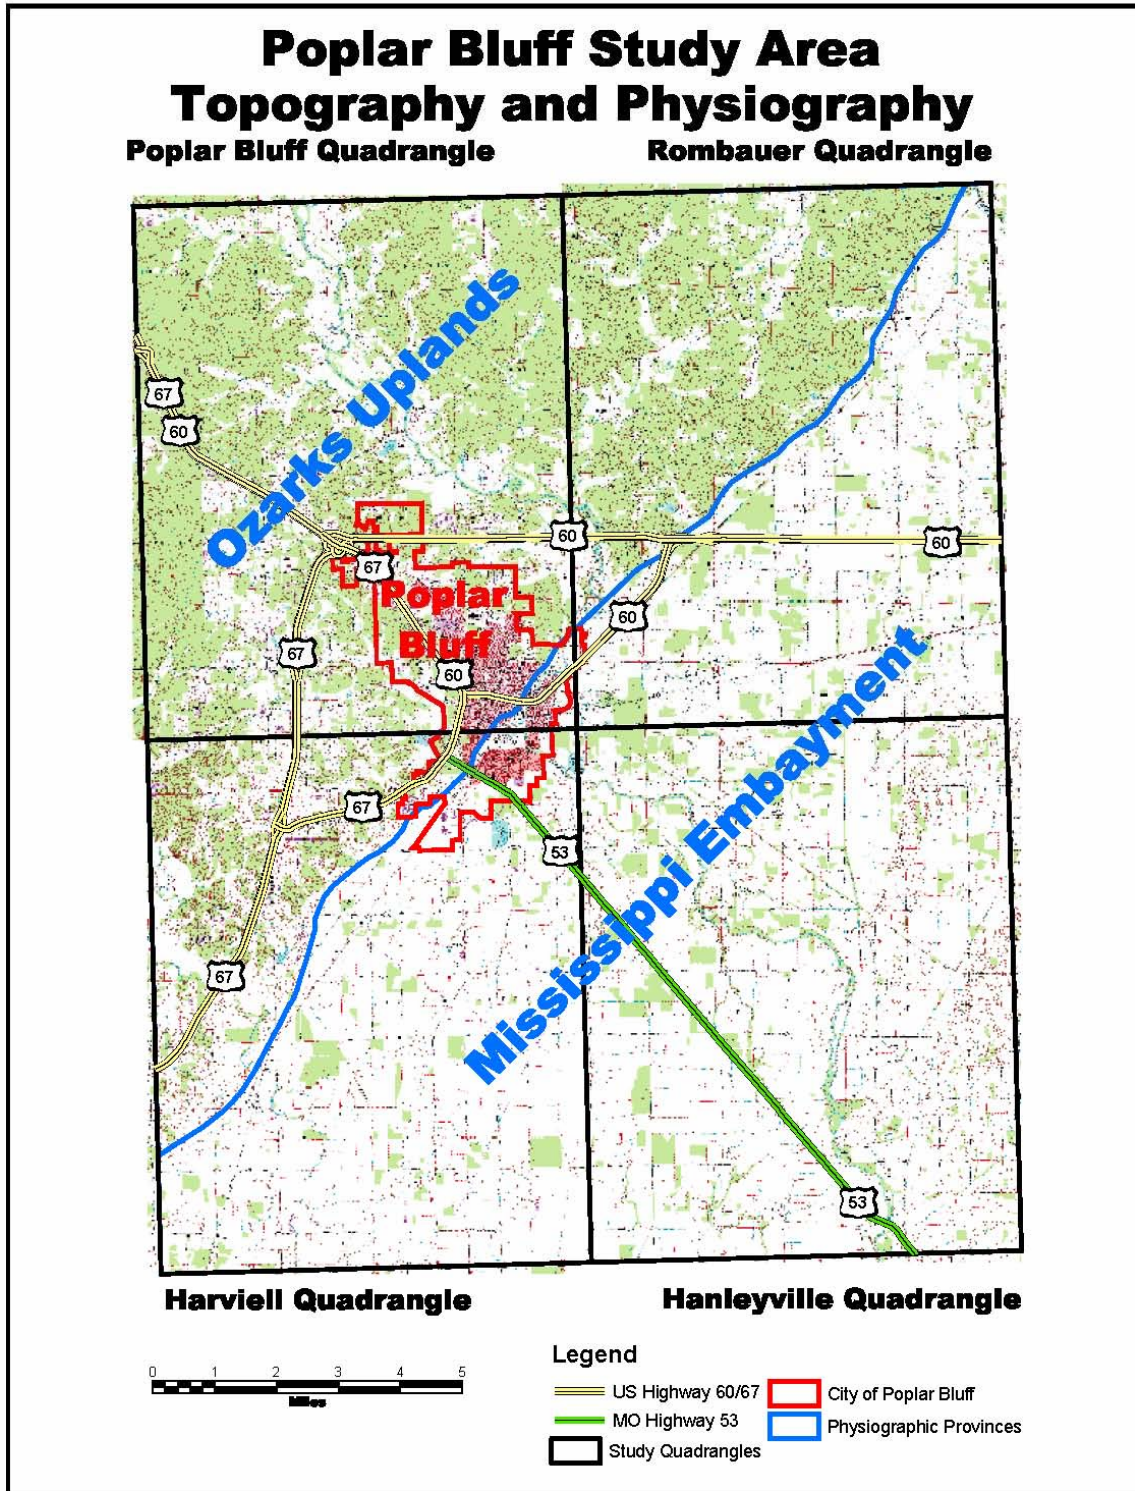 Poplar Bluff Study Area
Topography and Physiography
Poplar Bluff Quadrangle
Rombauer Quadrangle
Ozarks Uplands
67
60
60
60
67
Poplar
Bluff
60
67
60
Mississippi Embayment
67
53
67
53
Harviell Quadrangle
Hanleyville Quadrangle
0 1 2 3 4 5
Miles
Legend
US Highway 60/67
City of Poplar Bluff
MO Highway 53
Physiographic Provinces
Study Quadrangles